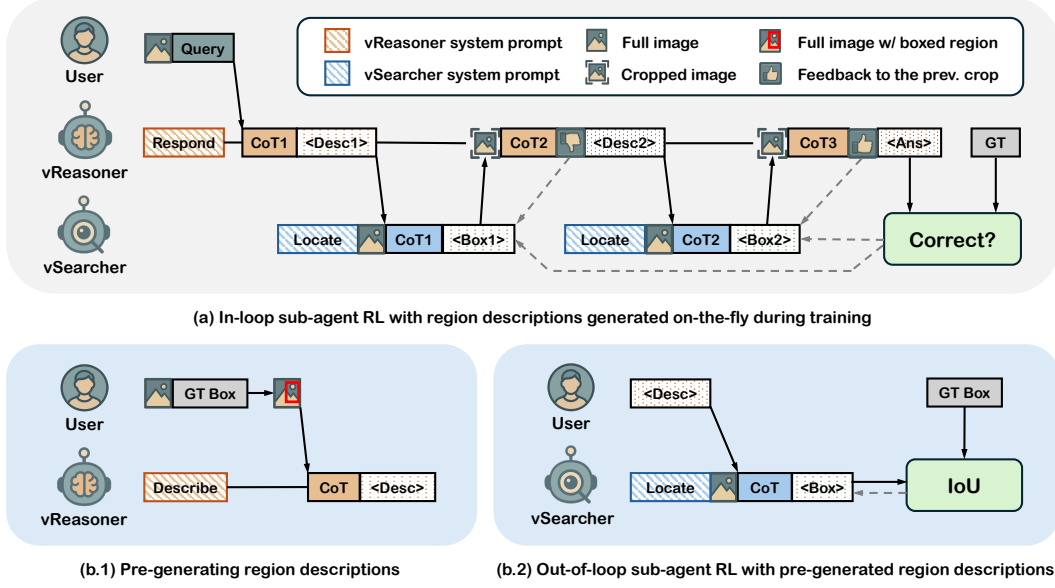 User
Query
vReasoner system prompt
Full image
Full image w/ boxed region
vSearcher system prompt
Cropped image
Feedback to the prev. crop
vReasoner
Respond
CoT1
<Desc1>
CoT2
<Desc2>
CoT3
<Ans>
GT
vSearcher
Locate
CoT1
<Box1>
Locate
CoT2
<Box2>
Correct?
(a) In-loop sub-agent RL with region descriptions generated on-the-fly during training
User
GT Box
vReasoner
Describe
CoT
<Desc>
(b.1) Pre-generating region descriptions
User
<Desc>
GT Box
vSearcher
Locate
CoT
<Box>
IoU
(b.2) Out-of-loop sub-agent RL with pre-generated region descriptions